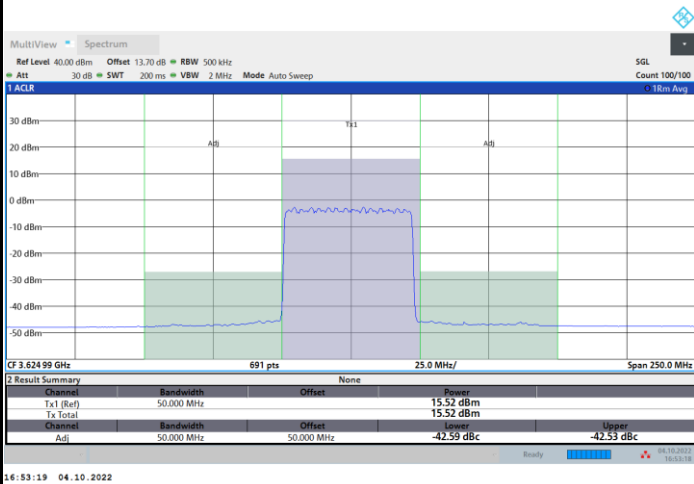 MultiView Spectrum
Ref Level 40.00 dBm Offset 13.70 dB RBW 500 kHz SGL
Att 30 dB SWT 200 ms VBW 2 MHz Mode Auto Sweep Count 100/100
1 ACLR 1Rm Avg
30 dBm
Tx1
20 dBm
Adj Adj
10 dBm
0 dBm
-10 dBm
-20 dBm
-30 dBm
-40 dBm
-50 dBm
CF 3.624 99 GHz 691 pts 25.0 MHz/ Span 250.0 MHz
2 Result Summary None
Channel Bandwidth Offset Power
Tx1 (Ref) 50.000 MHz 15.52 dBm
Tx Total 15.52 dBm
Channel Bandwidth Offset Lower Upper
Adj 50.000 MHz 50.000 MHz -42.59 dBc -42.53 dBc
Ready 04.10.2022
16:53:18
16:53:19 04.10.2022